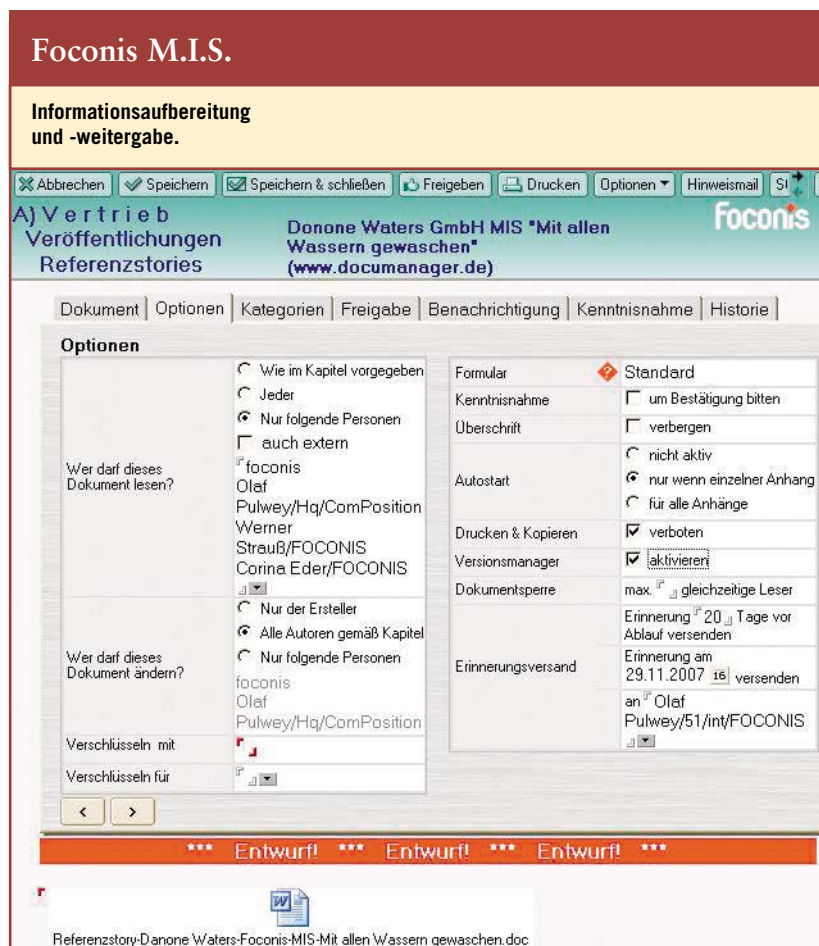 Foconis M.I.S.
Informationsaufbereitung
und -weitergabe.
Abbrechen Speichern Speichern & schließen Freigeben Drucken Optionen Hinweismail
A) Vertrieb
Veröffentlichungen
Referenzstories
Donone Waters GmbH MIS "Mit allen
Wassern gewaschen"
(www.documanager.de)
Foconis
Dokument Optionen Kategorien Freigabe Benachrichtigung Kenntnisnahme Historie
Optionen
Wer darf dieses
Dokument lesen?
Wie im Kapitel vorgegeben
Jeder
Nur folgende Personen
auch extern
foconis
Olaf
Pulwey/Hq/ComPosition
Werner
Strauß/FOCONIS
Corina Eder/FOCONIS
Wer darf dieses
Dokument ändern?
Nur der Ersteller
Alle Autoren gemäß Kapitel
Nur folgende Personen
foconis
Olaf
Pulwey/Hq/ComPosition
Verschlüsseln mit
Verschlüsseln für
Formular Standard
Kenntnisnahme um Bestätigung bitten
Überschrift verbergen
Autostart
nicht aktiv
nur wenn einzelner Anhang
für alle Anhänge
Drucken & Kopieren verboten
Versionsmanager aktivieren
Dokumentsperre max. gleichzeitige Leser
Erinnerungsversand
Erinnerung 20 Tage vor
Ablauf versenden
Erinnerung am
29.11.2007 16 versenden
an Olaf
Pulwey/51/int/FOCONIS
< >
*** Entwurf! *** Entwurf! *** Entwurf! ***
Referenzstory-Danone Waters-Foconis-MIS-Mit allen Wassern gewaschen.doc